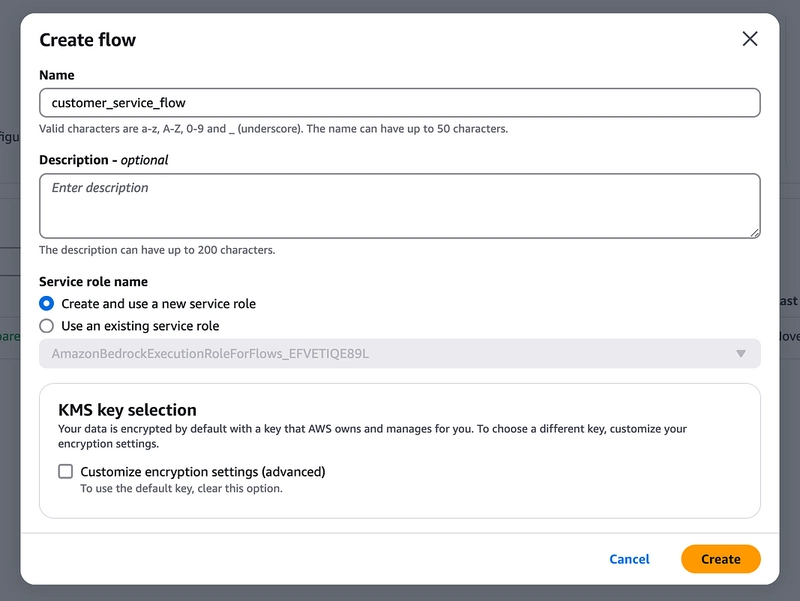 Create flow
Name
customer_service_flow
Valid characters are a-z, A-Z, 0-9 and _ (underscore). The name can have up to 50 characters.
Description - optional
Enter description
The description can have up to 200 characters.
Service role name
Create and use a new service role
Use an existing service role
AmazonBedrockExecutionRoleForFlows_EFVETIQE89L
KMS key selection
Your data is encrypted by default with a key that AWS owns and manages for you. To choose a different key, customize your
encryption settings.
Customize encryption settings (advanced)
To use the default key, clear this option.
Cancel
Create